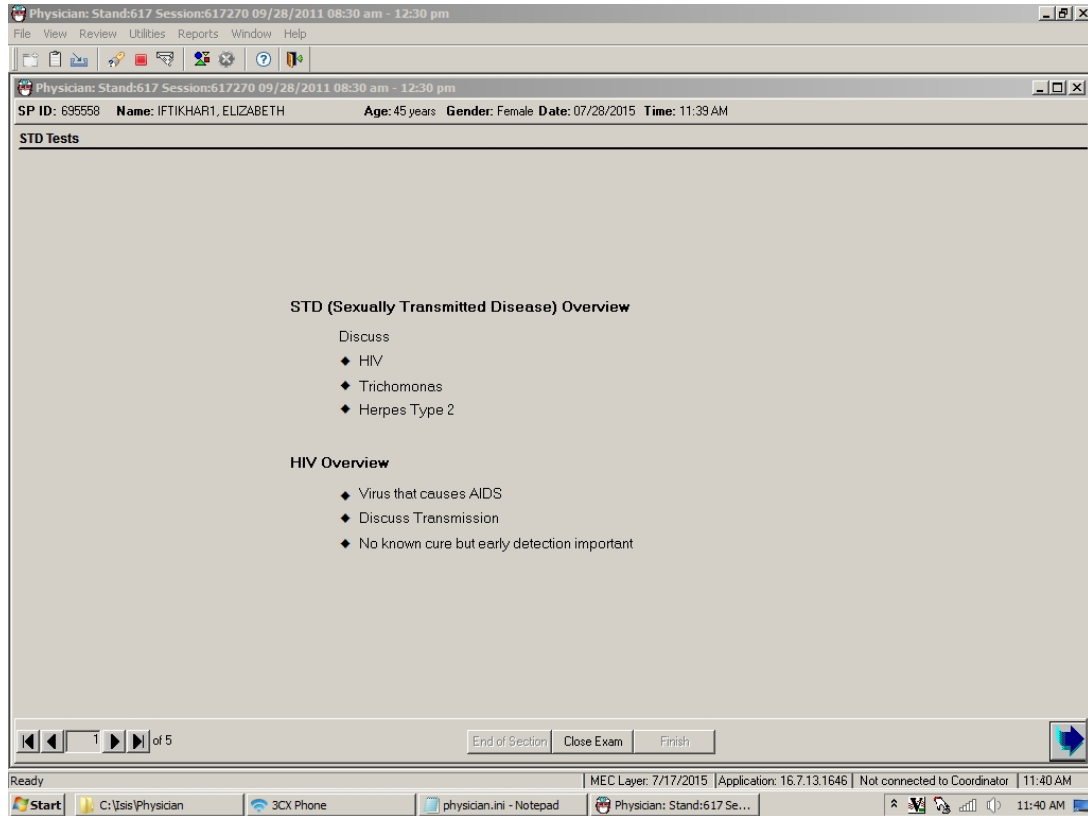 Physician: Stand:617 Session:617270 09/28/2011 08:30 am - 12:30 pm
File View Review Utilities Reports Window Help
Physician: Stand:617 Session:617270 09/28/2011 08:30 am - 12:30 pm
SP ID: 695558 Name: IFTIKHAR1, ELIZABETH Age: 45 years Gender: Female Date: 07/28/2015 Time: 11:39 AM
STD Tests
STD (Sexually Transmitted Disease) Overview
Discuss
◆ HIV
◆ Trichomonas
◆ Herpes Type 2
HIV Overview
◆ Virus that causes AIDS
◆ Discuss Transmission
◆ No known cure but early detection important
1 of 5 End of Section Close Exam Finish
Ready MEC Layer: 7/17/2015 Application: 16.7.13.1646 Not connected to Coordinator 11:40 AM
Start C:\Isis\Physician 3CX Phone physician.ini - Notepad Physician: Stand:617 Se... 11:40 AM